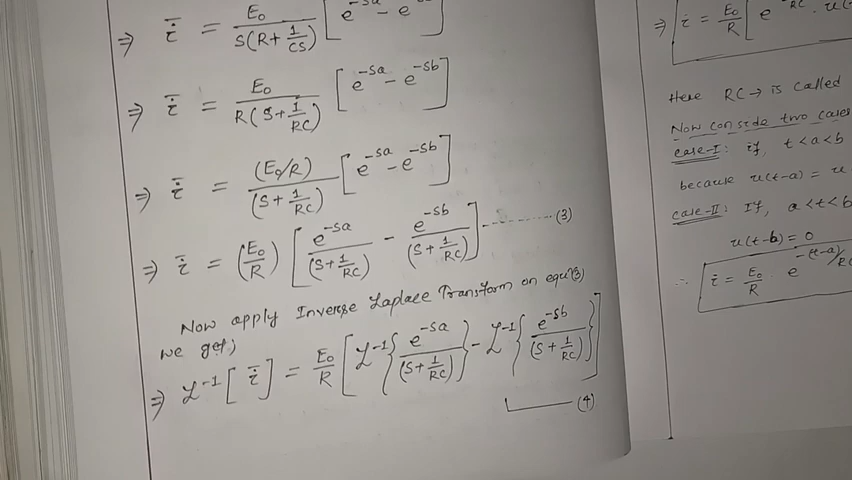 ⇒ i̅ = E₀ / S(R + 1/CS) [e^-Sa - e
⇒ i̅ = E₀ / R(S + 1/RC) [e^-Sa - e^-Sb]
⇒ i̅ = (E₀/R) / (S + 1/RC) [e^-Sa - e^-Sb]
⇒ i̅ = (E₀/R) [e^-Sa / (S + 1/RC) - e^-Sb / (S + 1/RC)] ---------- (3)
Now apply Inverse Laplace Transform on equ(3)
we get;
⇒ ℒ^-1 [i̅] = E₀/R [ℒ^-1 {e^-Sa / (S + 1/RC)} - ℒ^-1 {e^-Sb / (S + 1/RC)}]
(4)
⇒ i = E₀/R [e
Here RC → is called
Now conside two cases
case-I: if, t < a < b
because u(t-a) = u
case-II: If, a < t < b
u(t-b) = 0
∴ i = E₀/R . e^-(t-a)/RC